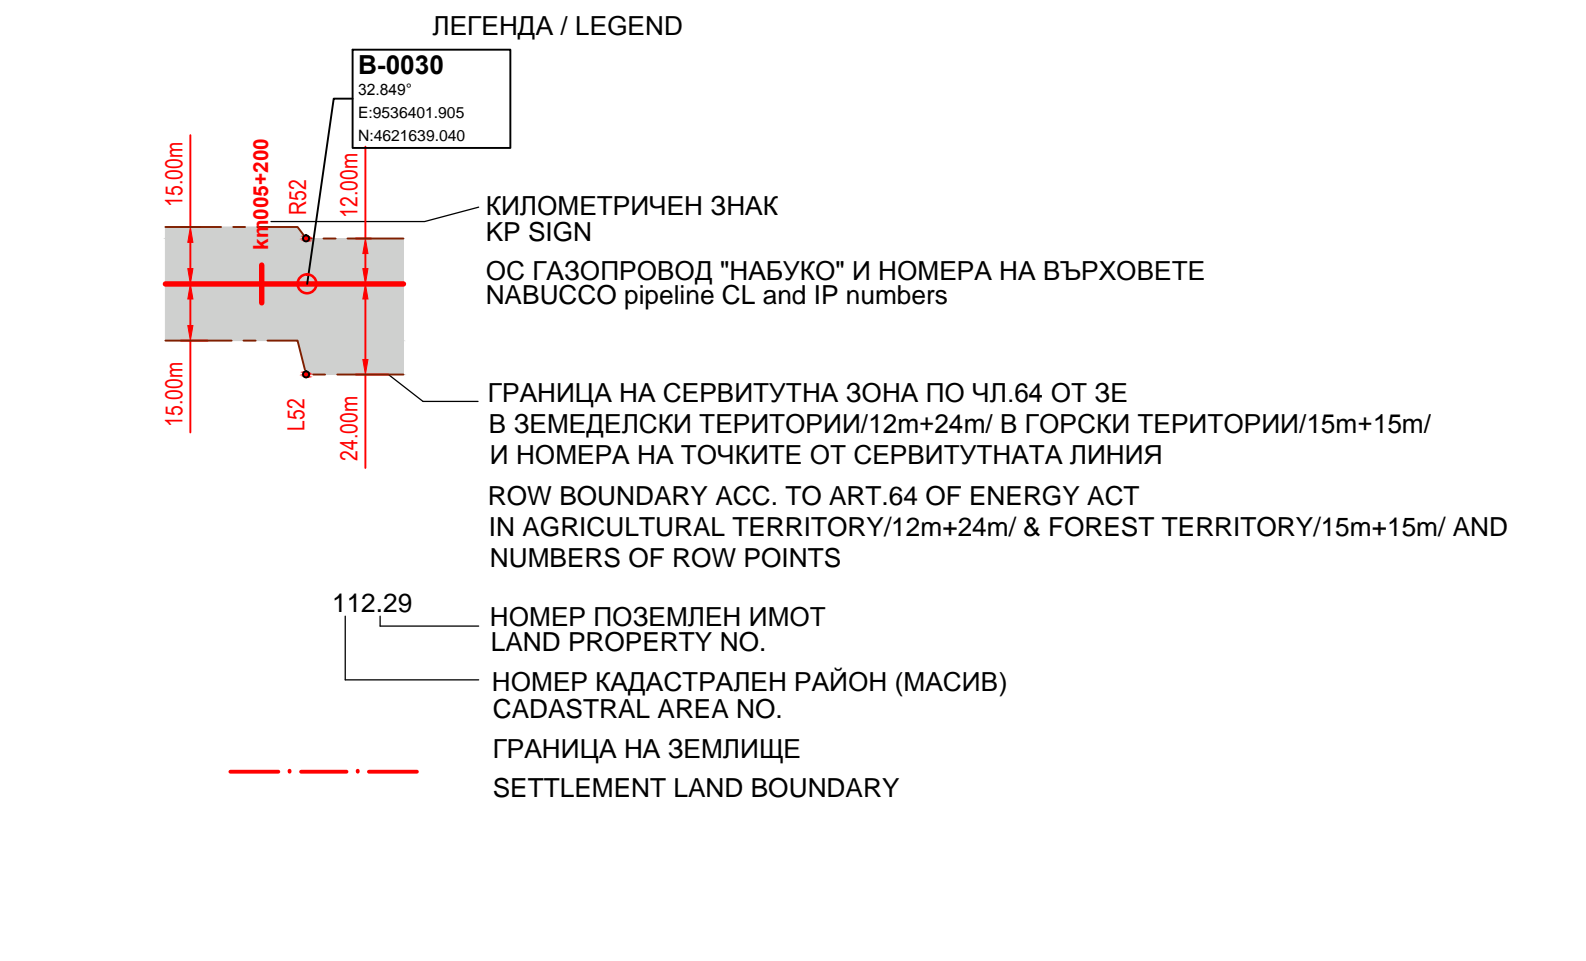 ЛЕГЕНДА / LEGEND
B-0030
32.849°
E:9536401.905
N:4621639.040
15.00m
km005+200
R52
12.00m
КИЛОМЕТРИЧЕН ЗНАК
KP SIGN
ОС ГАЗОПРОВОД "НАБУКО" И НОМЕРА НА ВЪРХОВЕТЕ
NABUCCO pipeline CL and IP numbers
15.00m
L52
24.00m
ГРАНИЦА НА СЕРВИТУТНА ЗОНА ПО ЧЛ.64 ОТ ЗЕ
В ЗЕМЕДЕЛСКИ ТЕРИТОРИИ/12m+24m/ В ГОРСКИ ТЕРИТОРИИ/15m+15m/
И НОМЕРА НА ТОЧКИТЕ ОТ СЕРВИТУТНАТА ЛИНИЯ
ROW BOUNDARY ACC. TO ART.64 OF ENERGY ACT
IN AGRICULTURAL TERRITORY/12m+24m/ & FOREST TERRITORY/15m+15m/ AND
NUMBERS OF ROW POINTS
112.29
НОМЕР ПОЗЕМЛЕН ИМОТ
LAND PROPERTY NO.
НОМЕР КАДАСТРАЛЕН РАЙОН (МАСИВ)
CADASTRAL AREA NO.
ГРАНИЦА НА ЗЕМЛИЩЕ
SETTLEMENT LAND BOUNDARY